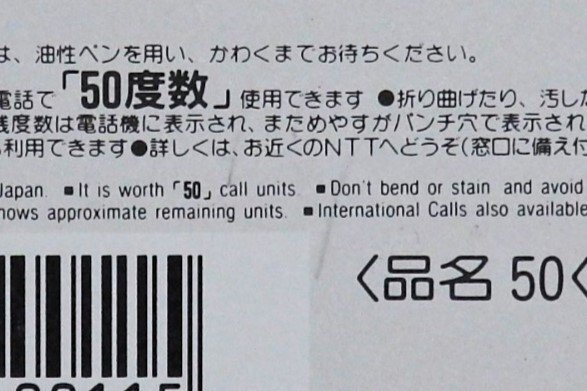 は、油性ペンを用い、かわくまでお待ちください。
電話で「50度数」使用できます ●折り曲げたり、汚した
残度数は電話機に表示され、まためやすがパンチ穴で表示され
利用できます●詳しくは、お近くのNTTへどうぞ(窓口に備え付
Japan. ■It is worth「50」call units. ■Don't bend or stain and avoid
hows approximate remaining units. ■International Calls also available
〈品名 50〈